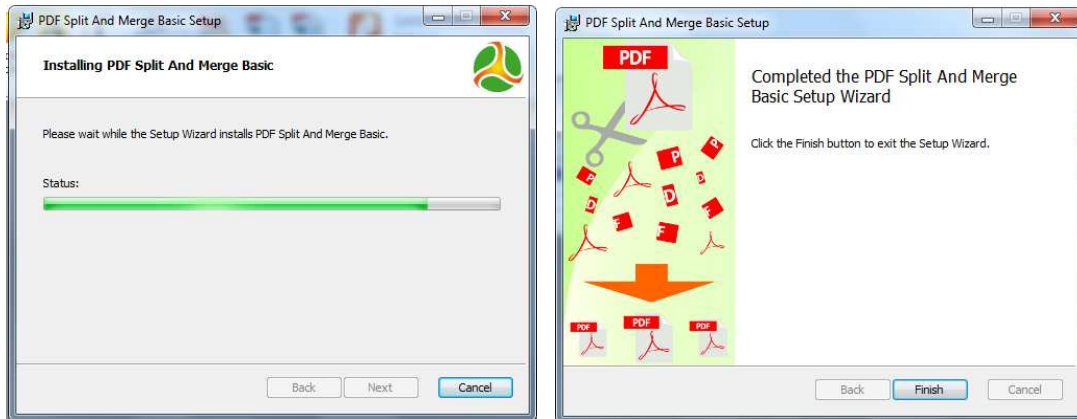 PDF Split And Merge Basic Setup
Installing PDF Split And Merge Basic
Please wait while the Setup Wizard installs PDF Split And Merge Basic.
Status:
Back
Next
Cancel
PDF Split And Merge Basic Setup
PDF
P
P
P
D
D
D
F
F
F
PDF
PDF
PDF
Completed the PDF Split And Merge
Basic Setup Wizard
Click the Finish button to exit the Setup Wizard.
Back
Finish
Cancel